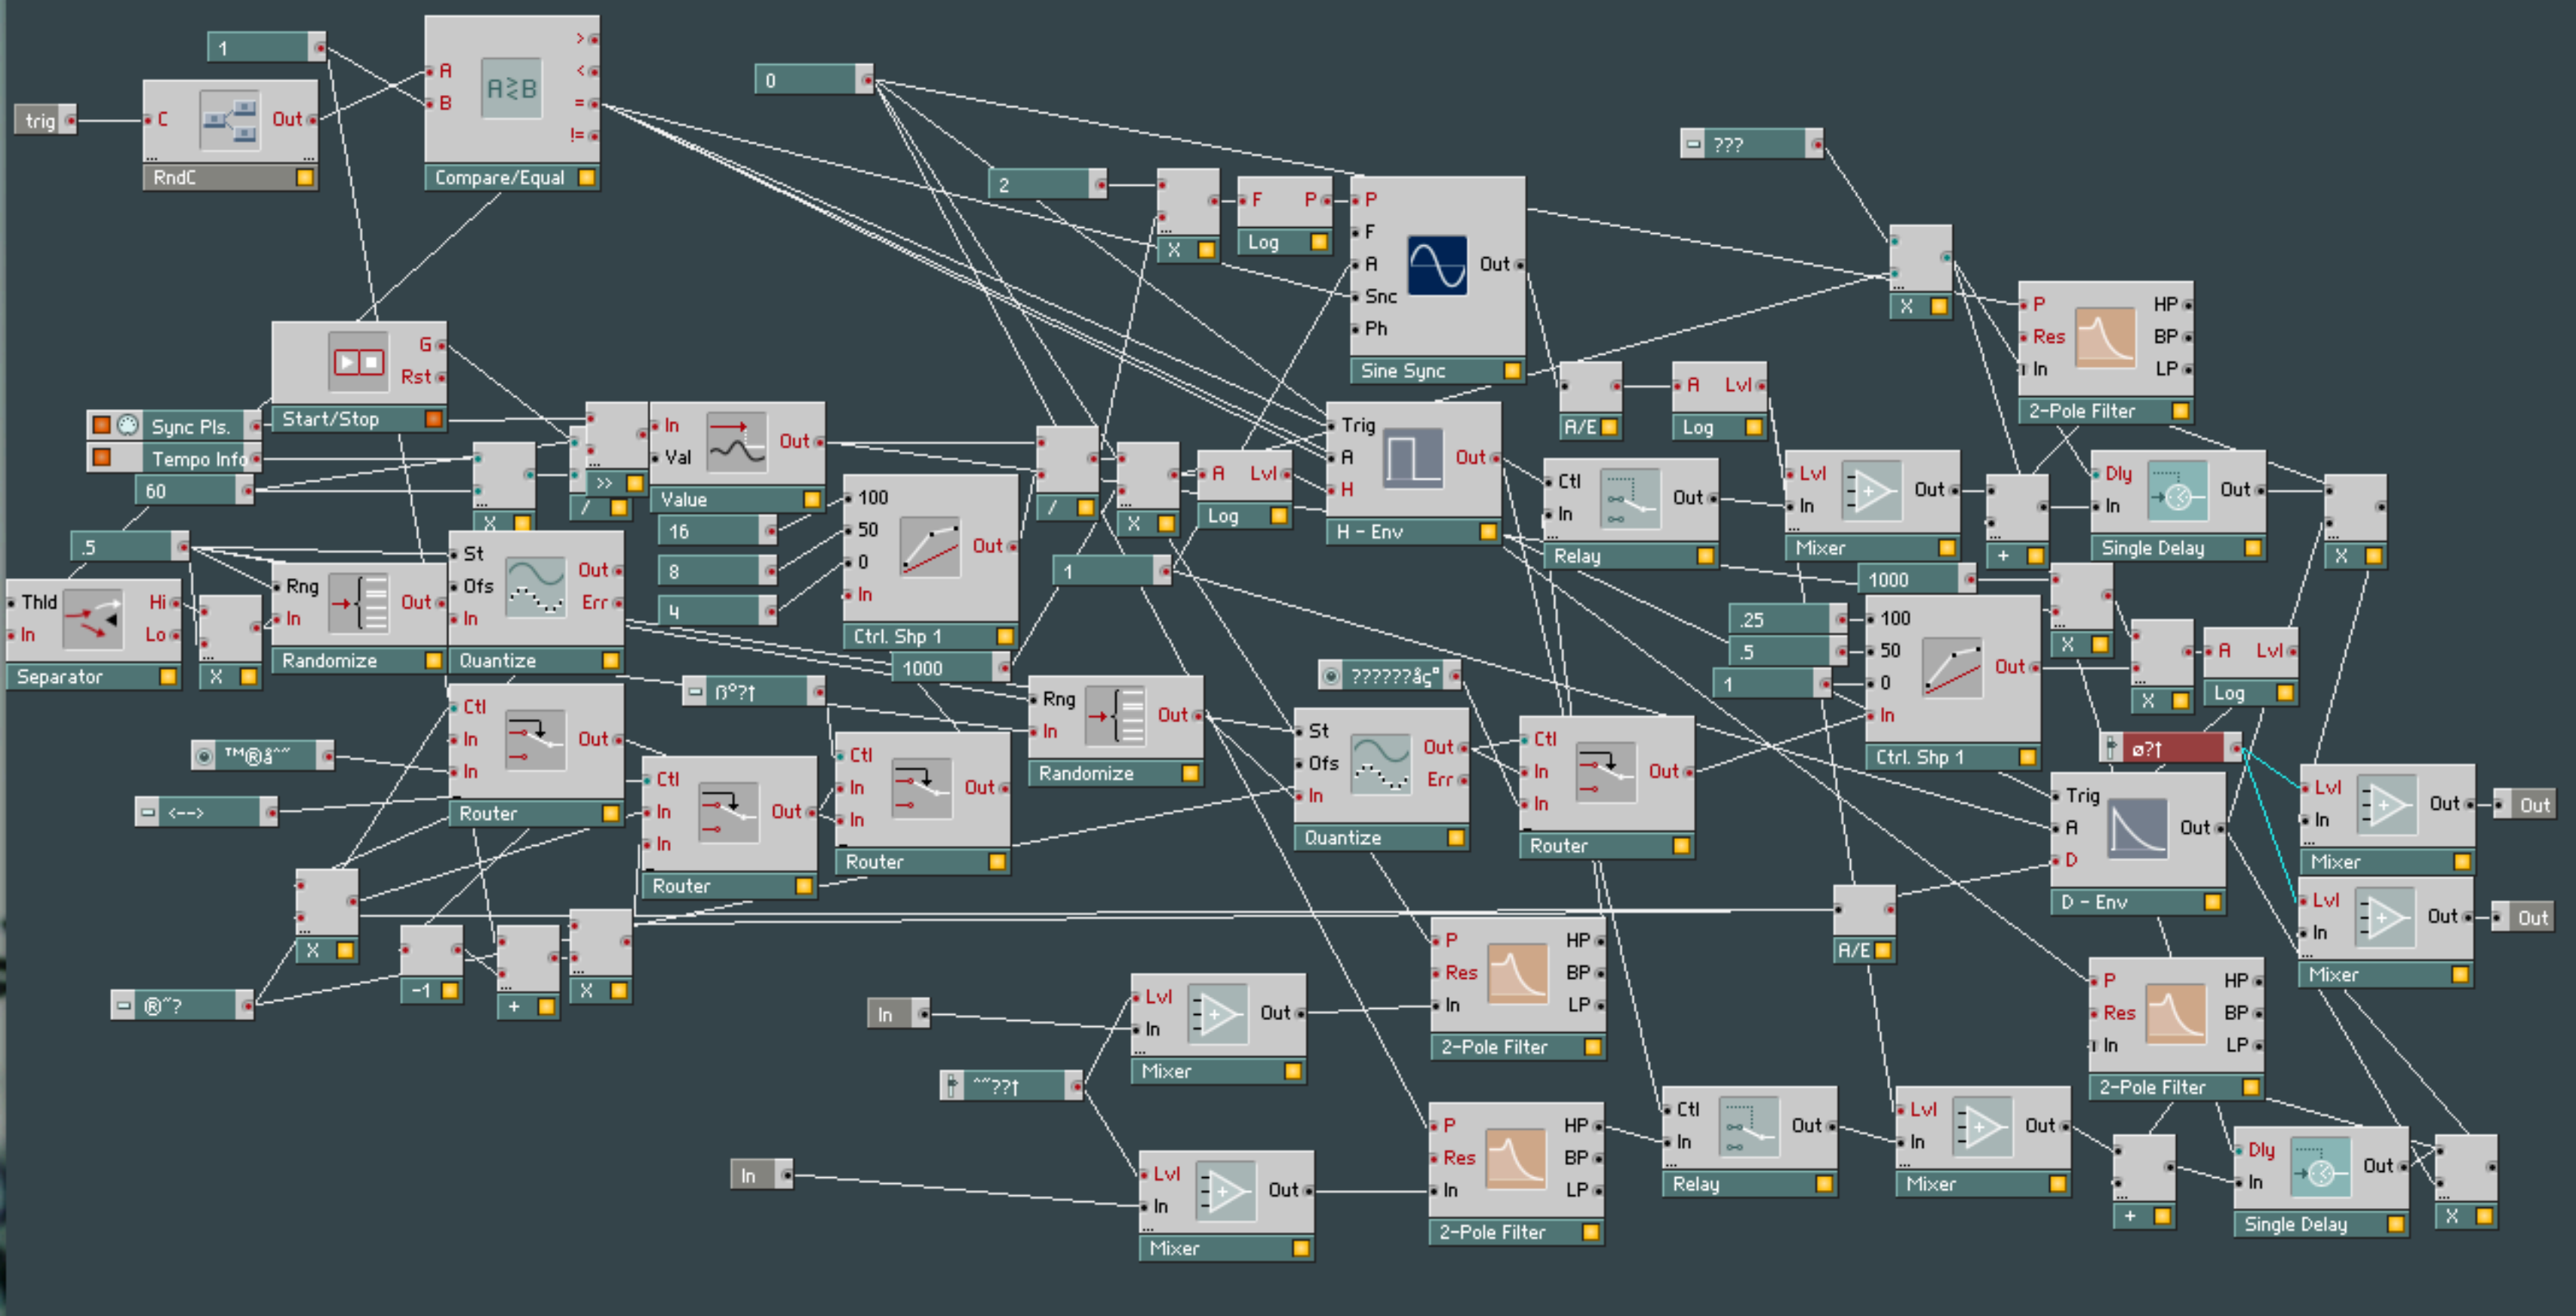 1
A
B
>
<
=
!=
Compare/Equal
trig
C
Out
RndC
0
2
X
F
P
Log
P
F
A
Snc
Ph
Out
Sine Sync
???
X
P
Res
In
HP
BP
LP
2-Pole Filter
G
Rst
Start/Stop
Sync Pls.
Tempo Info
60
X
/
>>
In
Val
Out
Value
16
8
4
100
50
0
In
Out
Ctrl. Shp 1
1000
/
X
A
Lvl
Log
1
Trig
A
H
Out
H - Env
A/E
A
Lvl
Log
Ctl
In
Out
Relay
Lvl
In
Out
Mixer
+
Dly
In
Out
Single Delay
X
.5
Thld
In
Hi
Lo
Separator
X
Rng
In
Out
Randomize
St
Ofs
In
Out
Err
Quantize
1000
X
.25
.5
1
100
50
0
In
Out
Ctrl. Shp 1
X
A
Lvl
Log
ß°?†
Rng
In
Out
Randomize
??????åç°
St
Ofs
In
Out
Err
Quantize
Ctl
In
In
Out
Router
™®å^~
<-->
Ctl
In
In
Out
Router
Ctl
In
In
Out
Router
Ctl
In
In
Out
Router
ø?†
Trig
A
D
Out
D - Env
Lvl
In
Out
Mixer
Out
Lvl
In
Out
Mixer
Out
X
-1
+
X
®~?
A/E
In
Lvl
In
Out
Mixer
P
Res
In
HP
BP
LP
2-Pole Filter
^~??†
In
Lvl
In
Out
Mixer
P
Res
In
HP
BP
LP
2-Pole Filter
Ctl
In
Out
Relay
Lvl
In
Out
Mixer
P
Res
In
HP
BP
LP
2-Pole Filter
+
Dly
In
Out
Single Delay
X